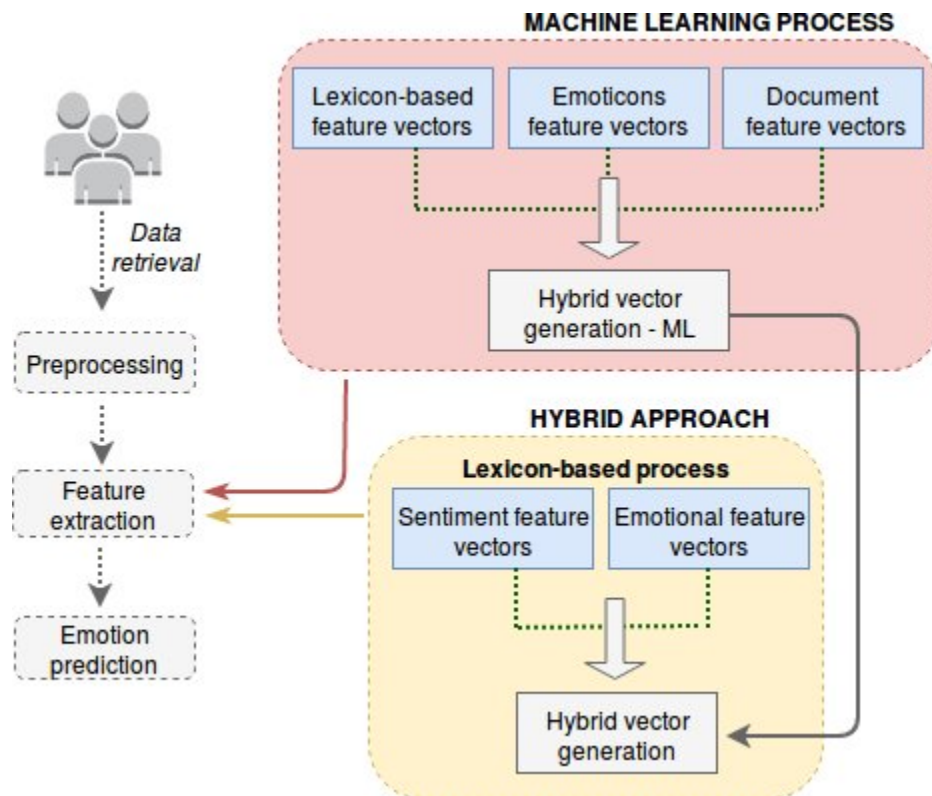 MACHINE LEARNING PROCESS
Lexicon-based
feature vectors
Emoticons
feature vectors
Document
feature vectors
Hybrid vector
generation - ML
Data
retrieval
Preprocessing
Feature
extraction
Emotion
prediction
HYBRID APPROACH
Lexicon-based process
Sentiment feature
vectors
Emotional feature
vectors
Hybrid vector
generation